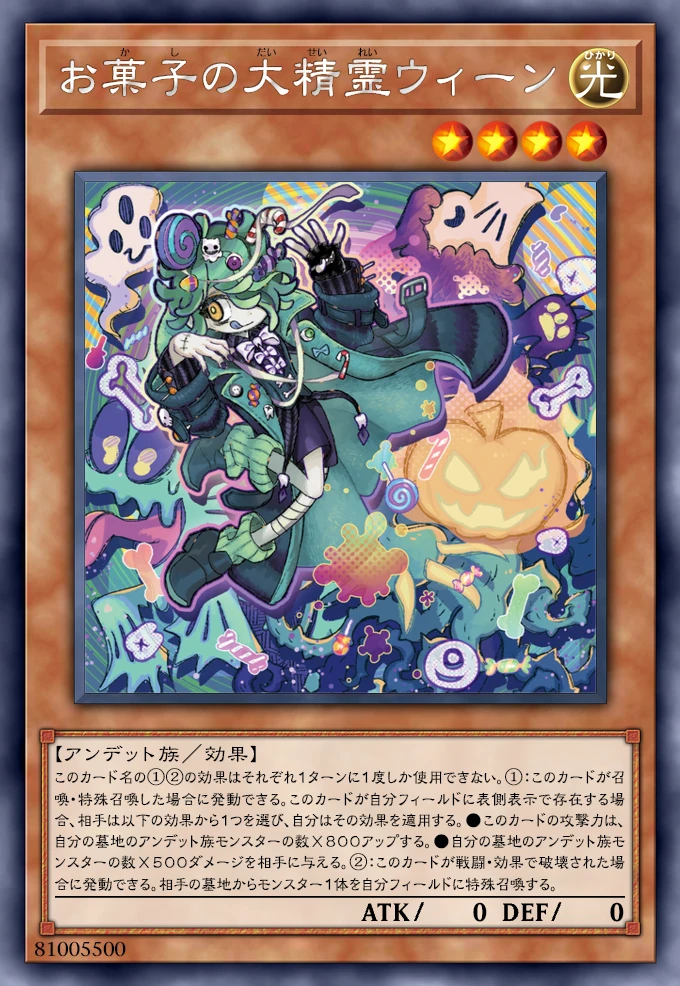 お菓子の大精霊ウィーン
かし だいせいれい
光
ひかり
【アンデット族／効果】
このカード名の①②の効果はそれぞれ1ターンに1度しか使用できない。①：このカードが召
喚・特殊召喚した場合に発動できる。このカードが自分フィールドに表側表示で存在する場
合、相手は以下の効果から1つを選び、自分はその効果を適用する。●このカードの攻撃力は、
自分の墓地のアンデット族モンスターの数×800アップする。●自分の墓地のアンデット族モ
ンスターの数×500ダメージを相手に与える。②：このカードが戦闘・効果で破壊された場
合に発動できる。相手の墓地からモンスター1体を自分フィールドに特殊召喚する。
ATK/ 0 DEF/ 0
81005500